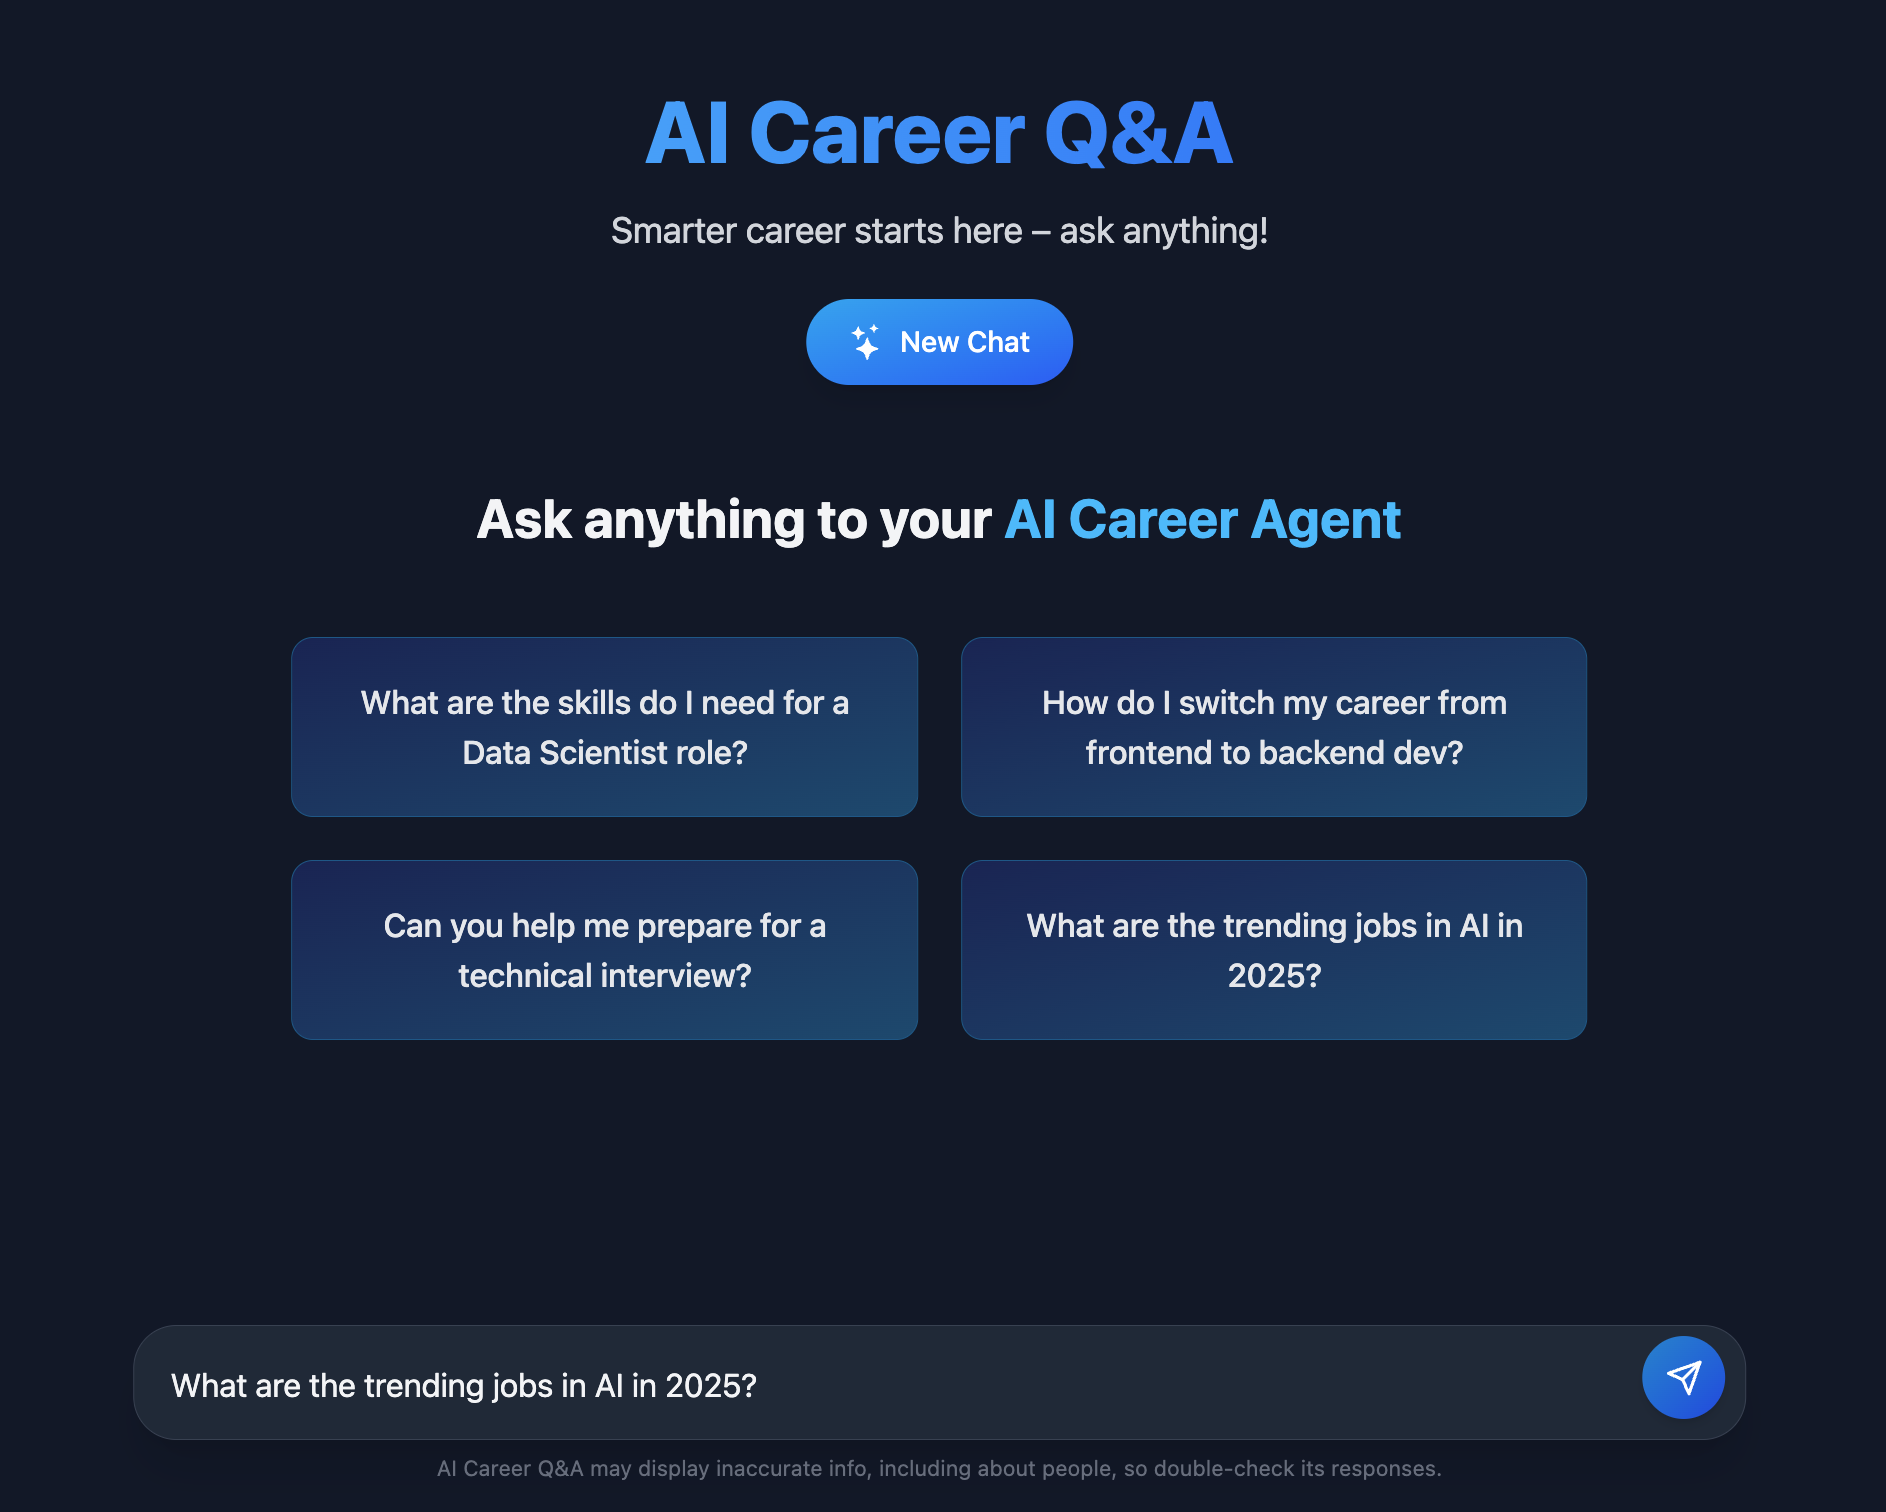 AI Career Q&A
Smarter career starts here – ask anything!
New Chat
Ask anything to your AI Career Agent
What are the skills do I need for a
Data Scientist role?
How do I switch my career from
frontend to backend dev?
Can you help me prepare for a
technical interview?
What are the trending jobs in AI in
2025?
What are the trending jobs in AI in 2025?
AI Career Q&A may display inaccurate info, including about people, so double-check its responses.